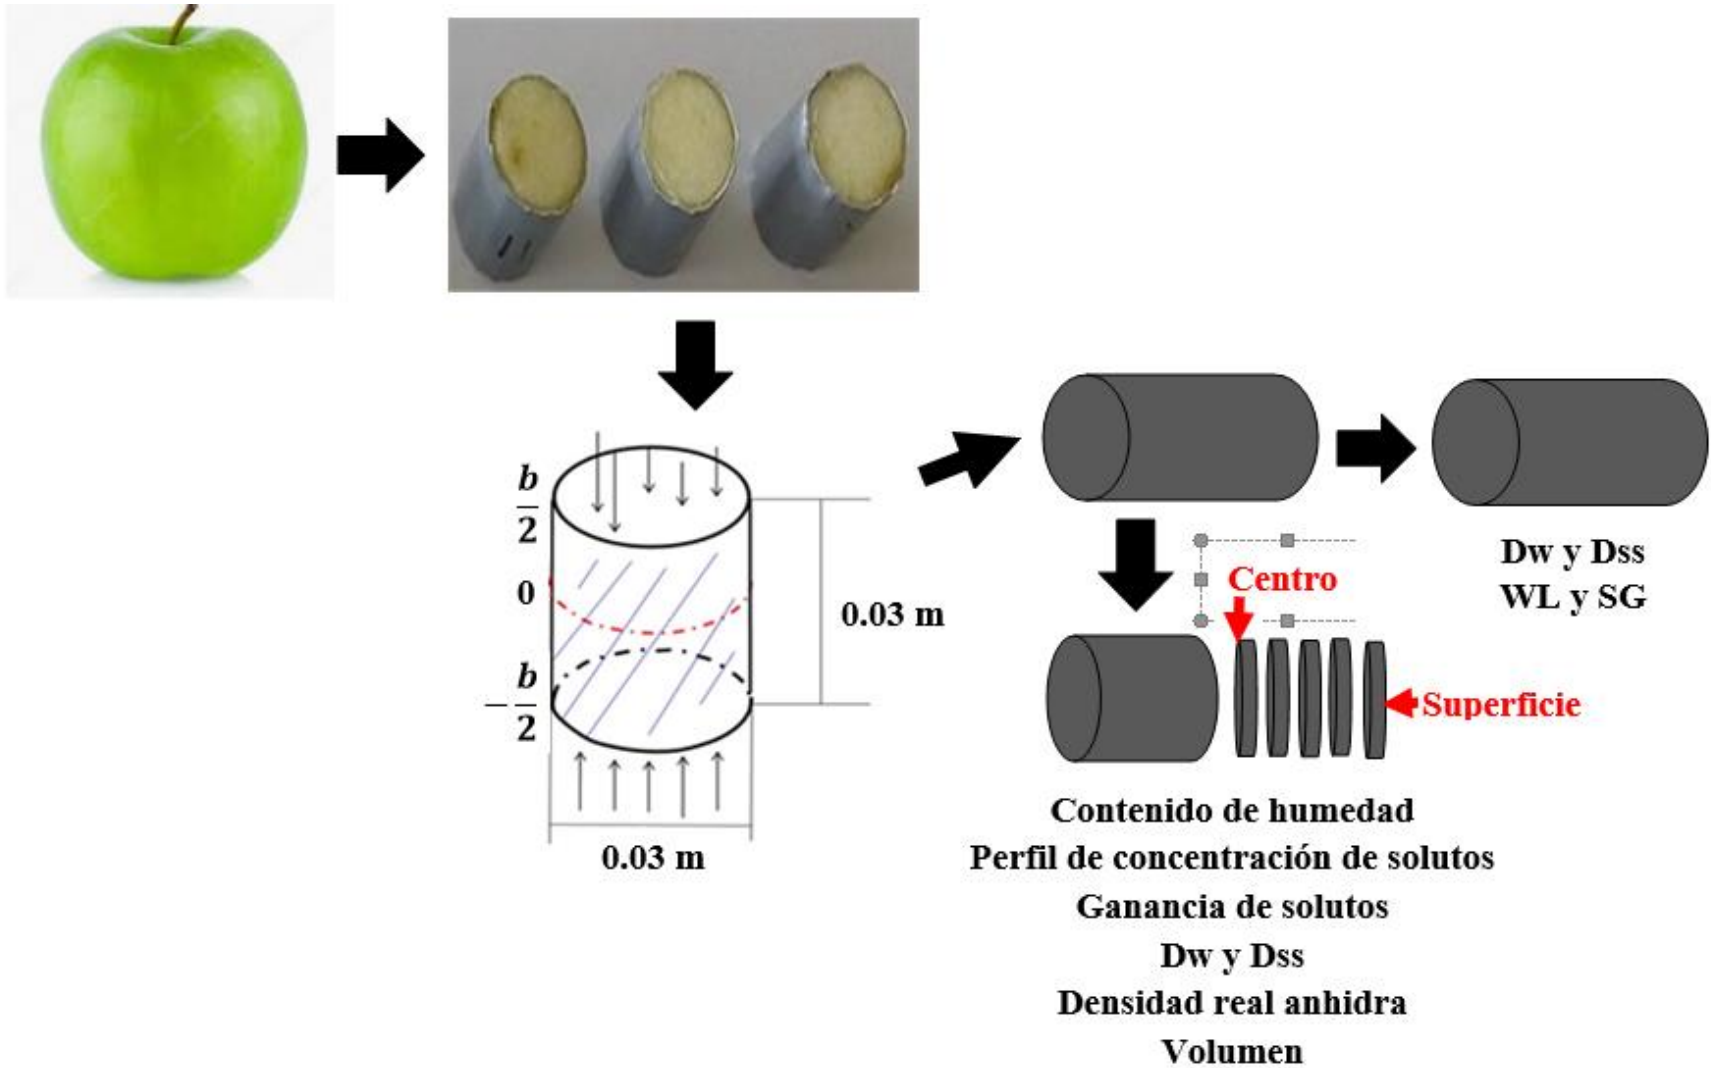 b
2
0
b
− 2
0.03 m
0.03 m
Dw y Dss
WL y SG
Centro
Superficie
Contenido de humedad
Perfil de concentración de solutos
Ganancia de solutos
Dw y Dss
Densidad real anhidra
Volumen